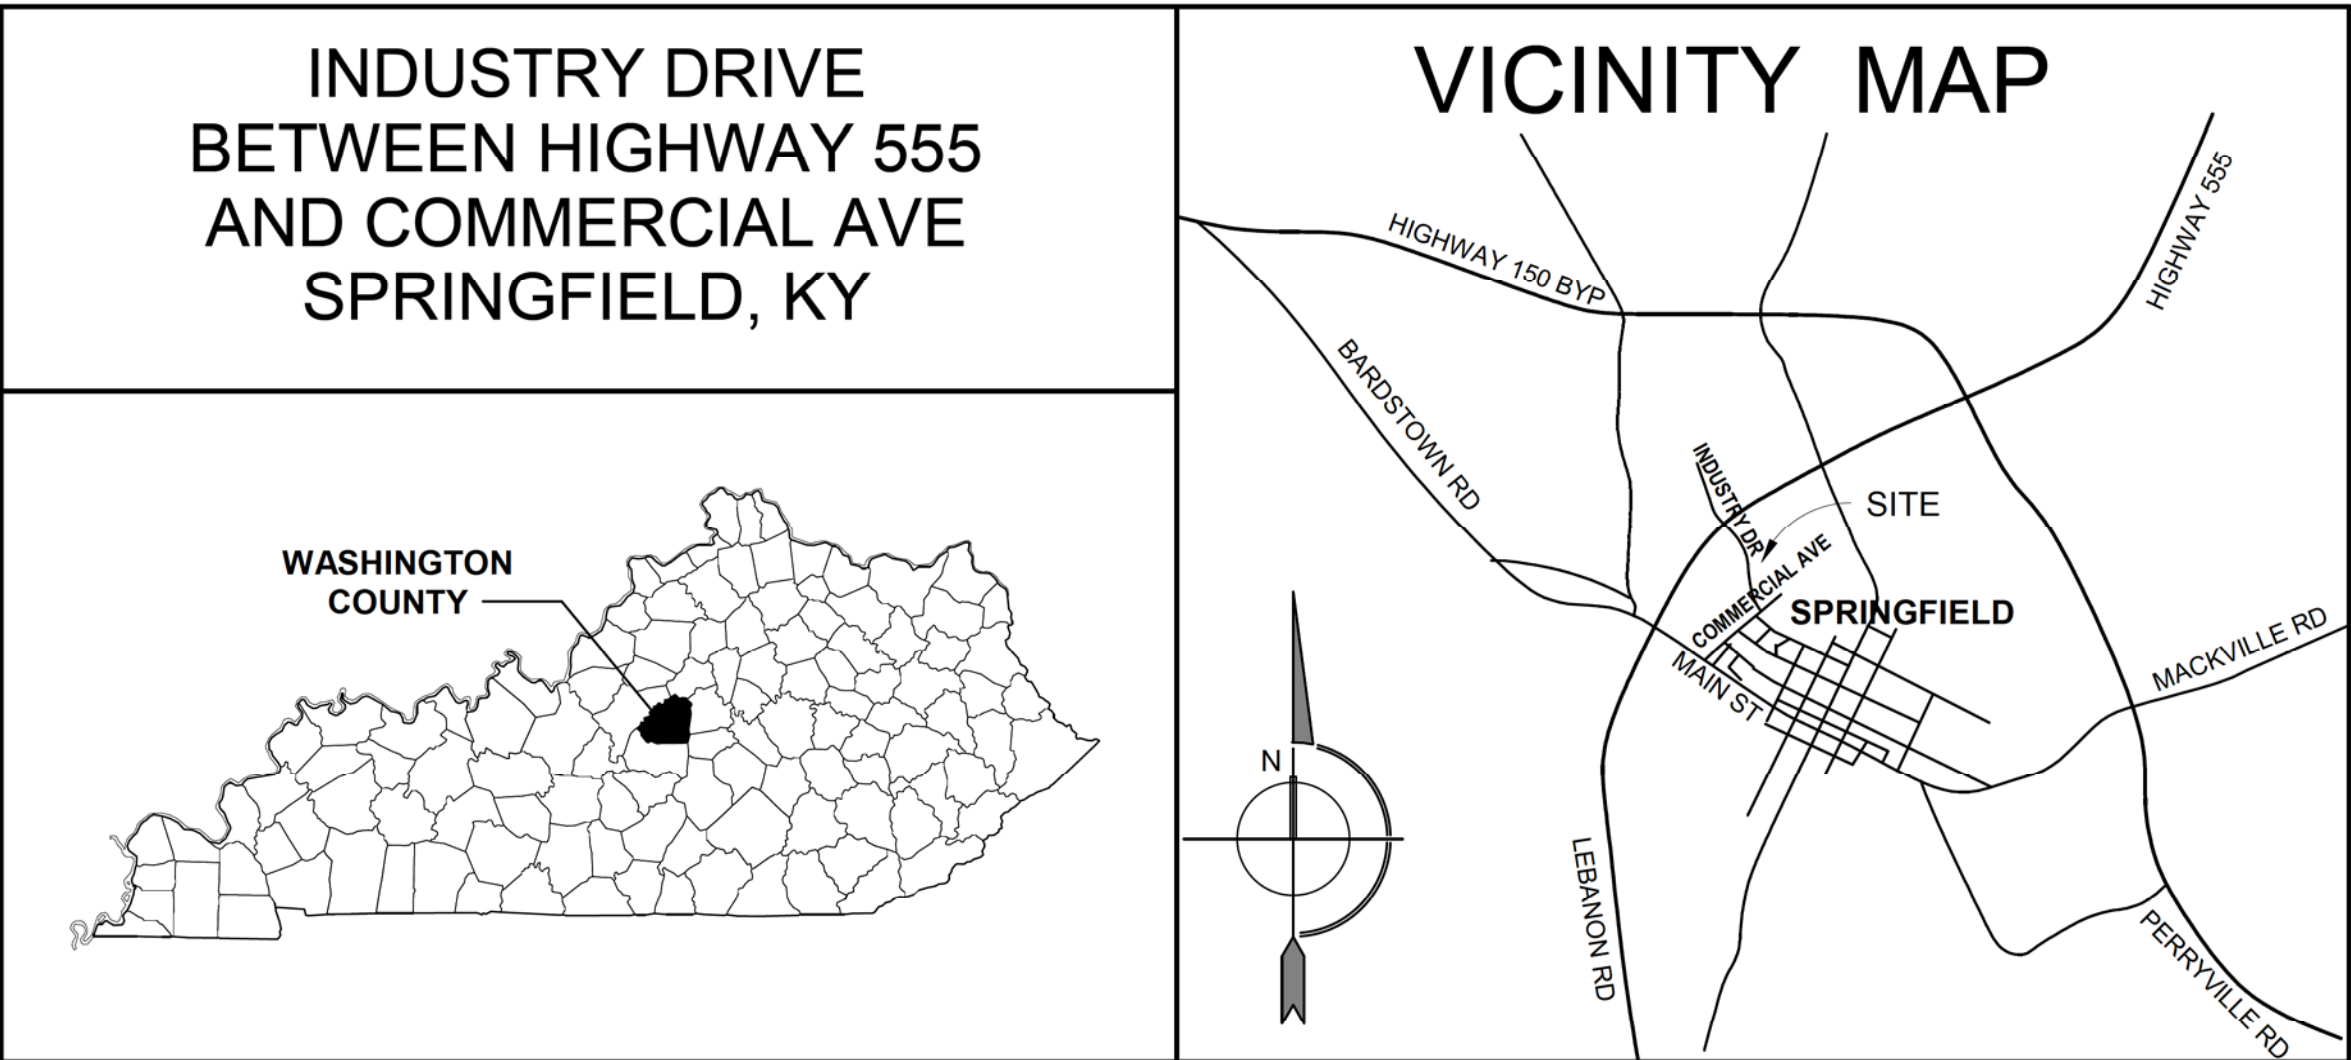 INDUSTRY DRIVE
BETWEEN HIGHWAY 555
AND COMMERCIAL AVE
SPRINGFIELD, KY
WASHINGTON
COUNTY
VICINITY MAP
HIGHWAY 555
HIGHWAY 150 BYP
BARDSTOWN RD
INDUSTRY DR
SITE
COMMERCIAL AVE
SPRINGFIELD
MAIN ST
MACKVILLE RD
N
LEBANON RD
PERRYVILLE RD